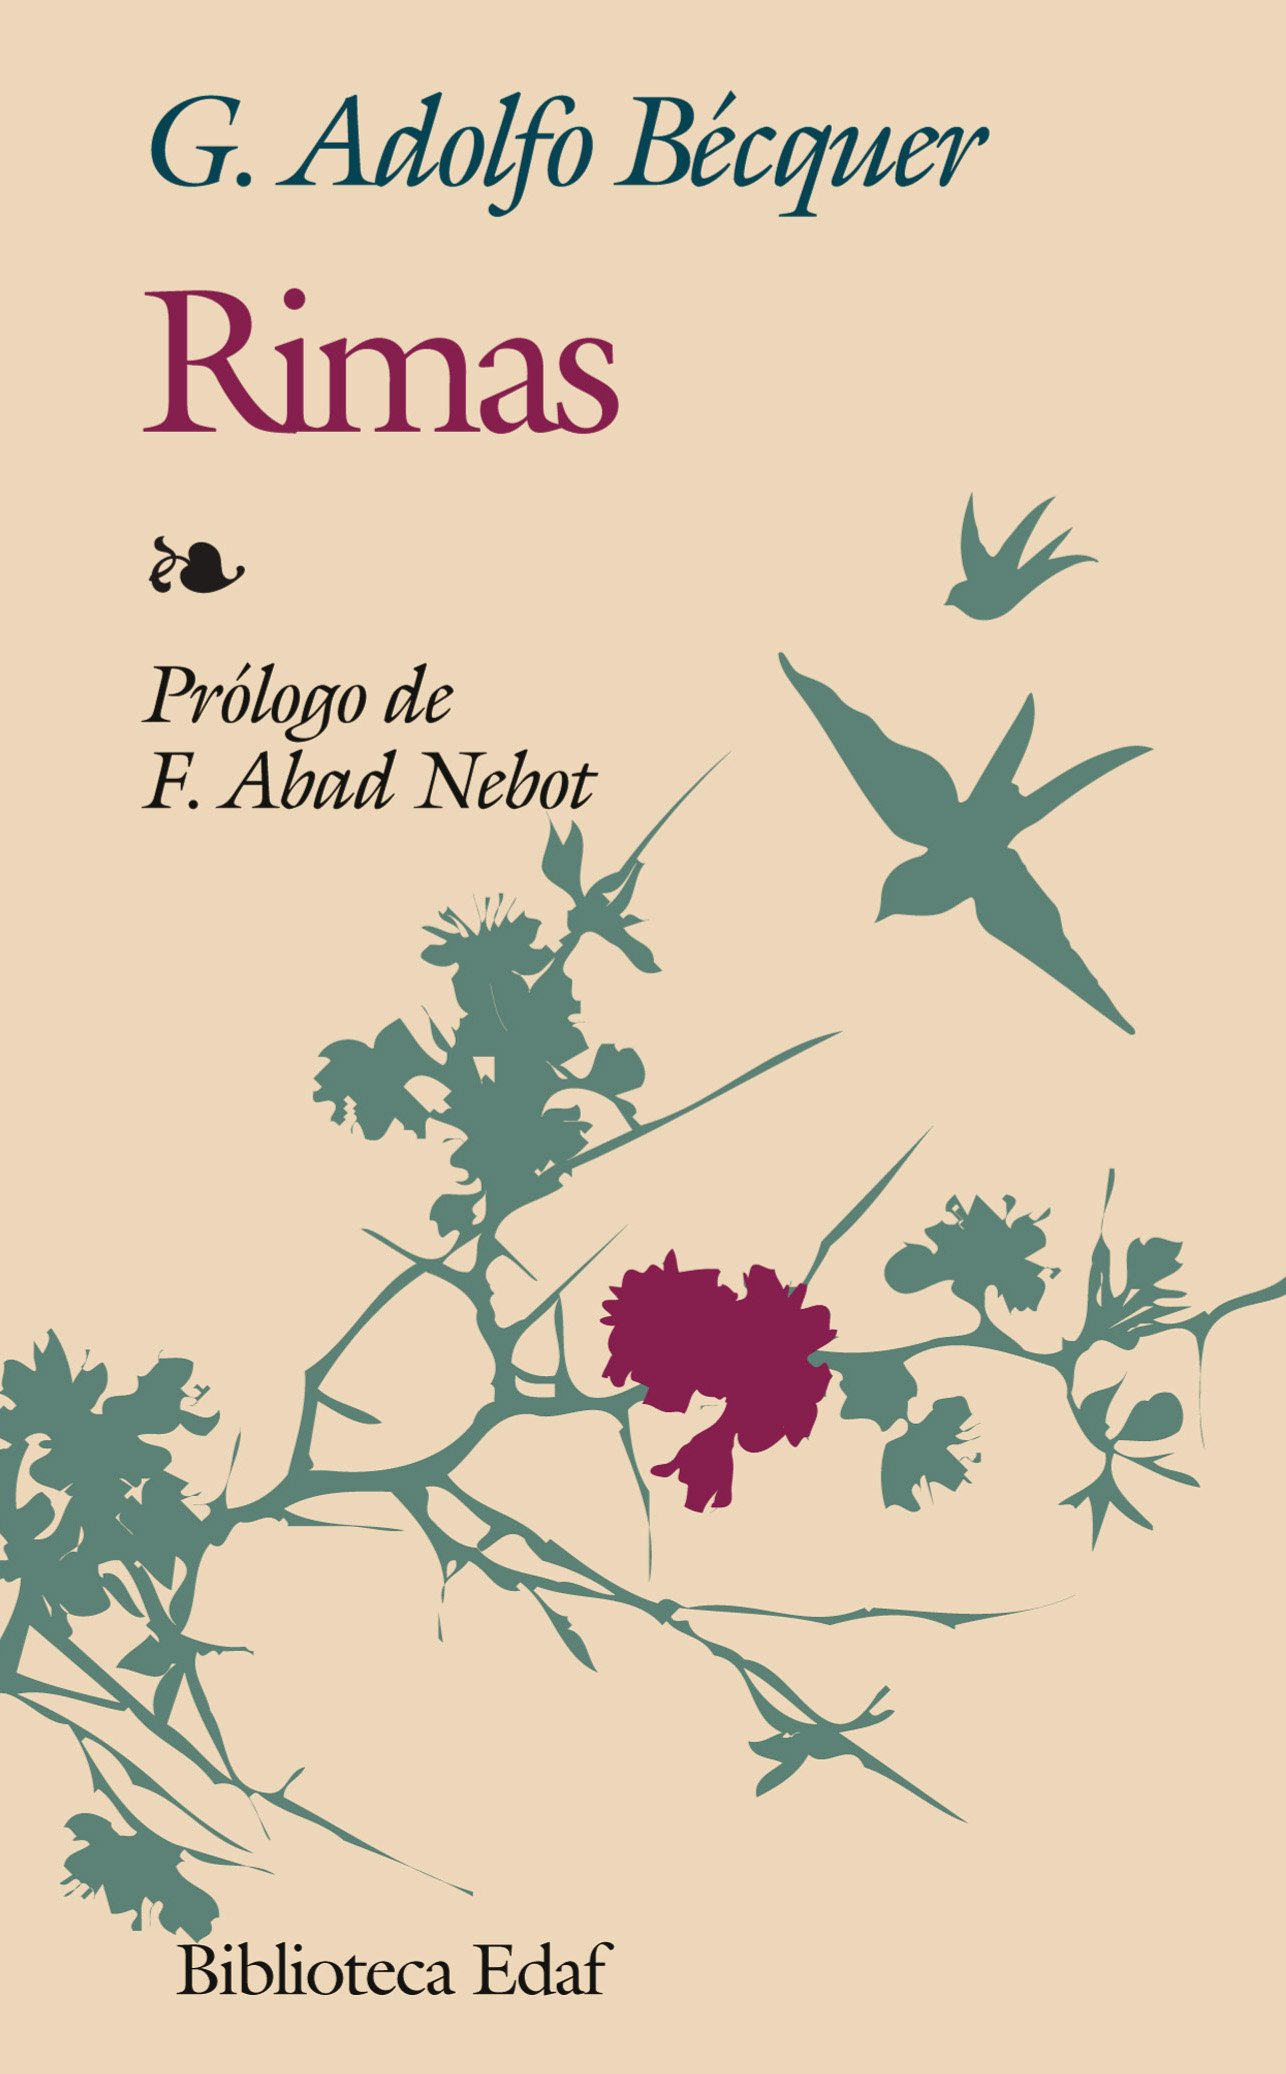 G. Adolfo Bécquer
Rimas
Prólogo de
F. Abad Nebot
Biblioteca Edaf